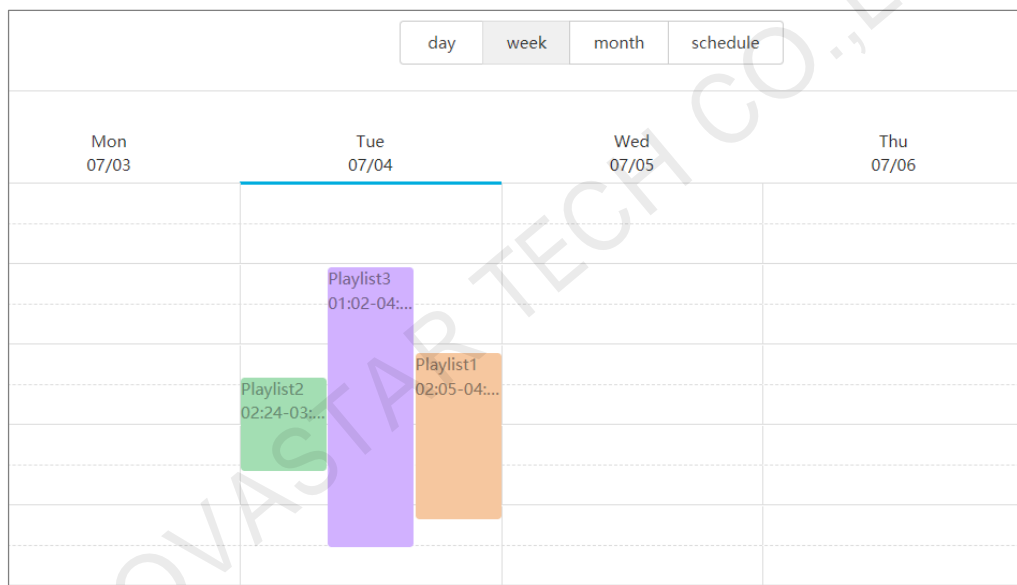 day week month schedule
Mon Tue Wed Thu
07/03 07/04 07/05 07/06
Playlist3
01:02-04:...
Playlist1
02:05-04:...
Playlist2
02:24-03:...
OVASTAR TECH CO.,L